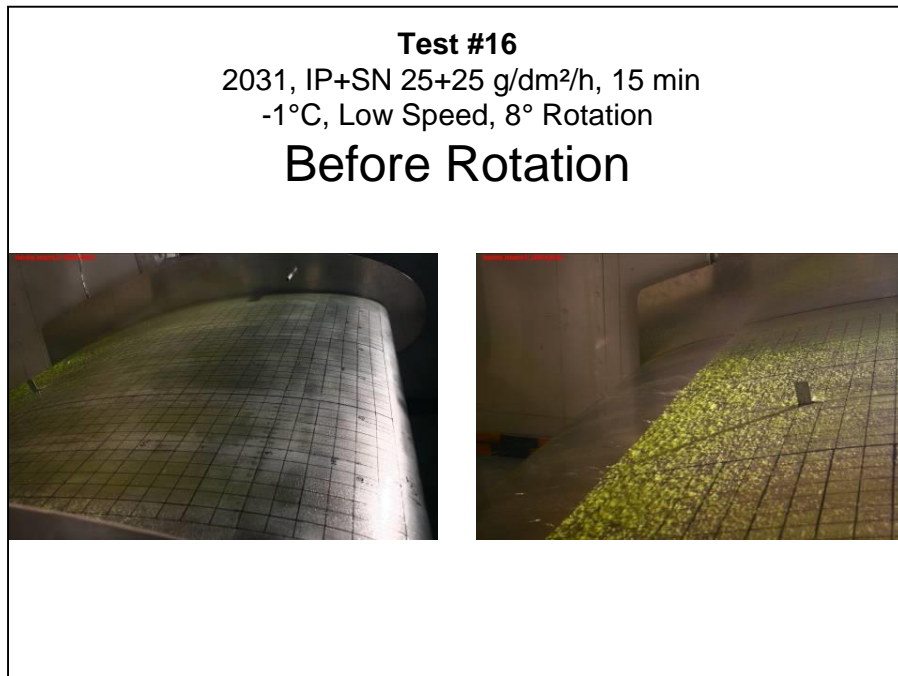 Test #16
2031, IP+SN 25+25 g/dm²/h, 15 min
-1°C, Low Speed, 8° Rotation
Before Rotation